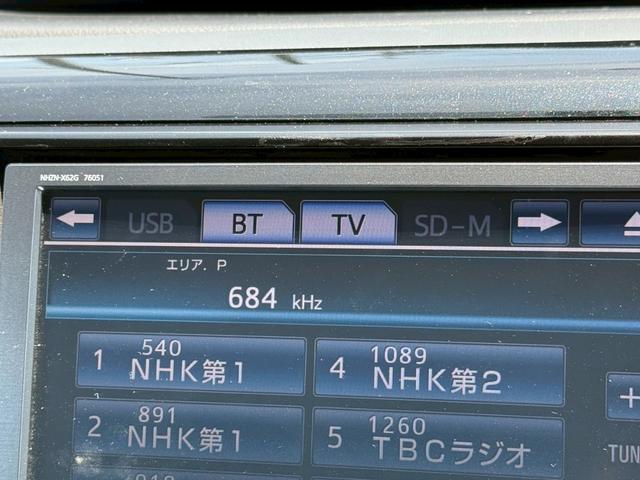 NHZN-X62G 76051
USB BT TV SD-M
エリア. P
684 kHz
1 540 NHK第1
4 1089 NHK第2
2 891 NHK第1
5 1260 TBCラジオ
+
TUN